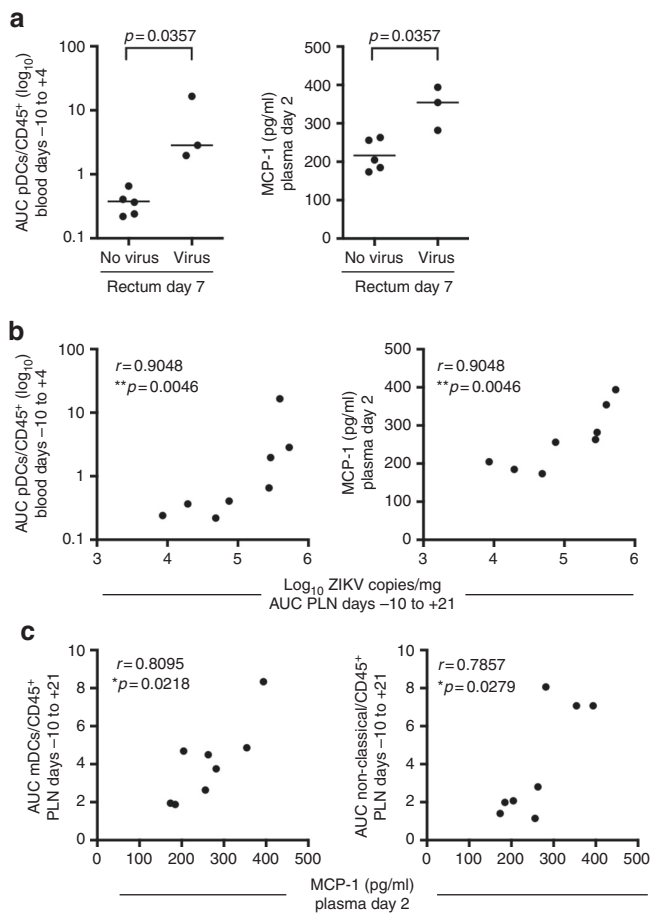 a
AUC pDCs/CD45⁺ (log₁₀)
blood days –10 to +4
100
10
1
0.1
p=0.0357
No virus Virus
Rectum day 7
MCP-1 (pg/ml)
plasma day 2
500
400
300
200
100
0
p=0.0357
No virus Virus
Rectum day 7
b
AUC pDCs/CD45⁺ (log₁₀)
blood days –10 to +4
100
10
1
0.1
r=0.9048
**p=0.0046
3 4 5 6
MCP-1 (pg/ml)
plasma day 2
500
400
300
200
100
0
r=0.9048
**p=0.0046
3 4 5 6
Log₁₀ ZIKV copies/mg
AUC PLN days –10 to +21
c
AUC mDCs/CD45⁺
PLN days –10 to +21
10
8
6
4
2
0
r=0.8095
*p=0.0218
0 100 200 300 400 500
AUC non-classical/CD45⁺
PLN days –10 to +21
10
8
6
4
2
0
r=0.7857
*p=0.0279
0 100 200 300 400 500
MCP-1 (pg/ml)
plasma day 2